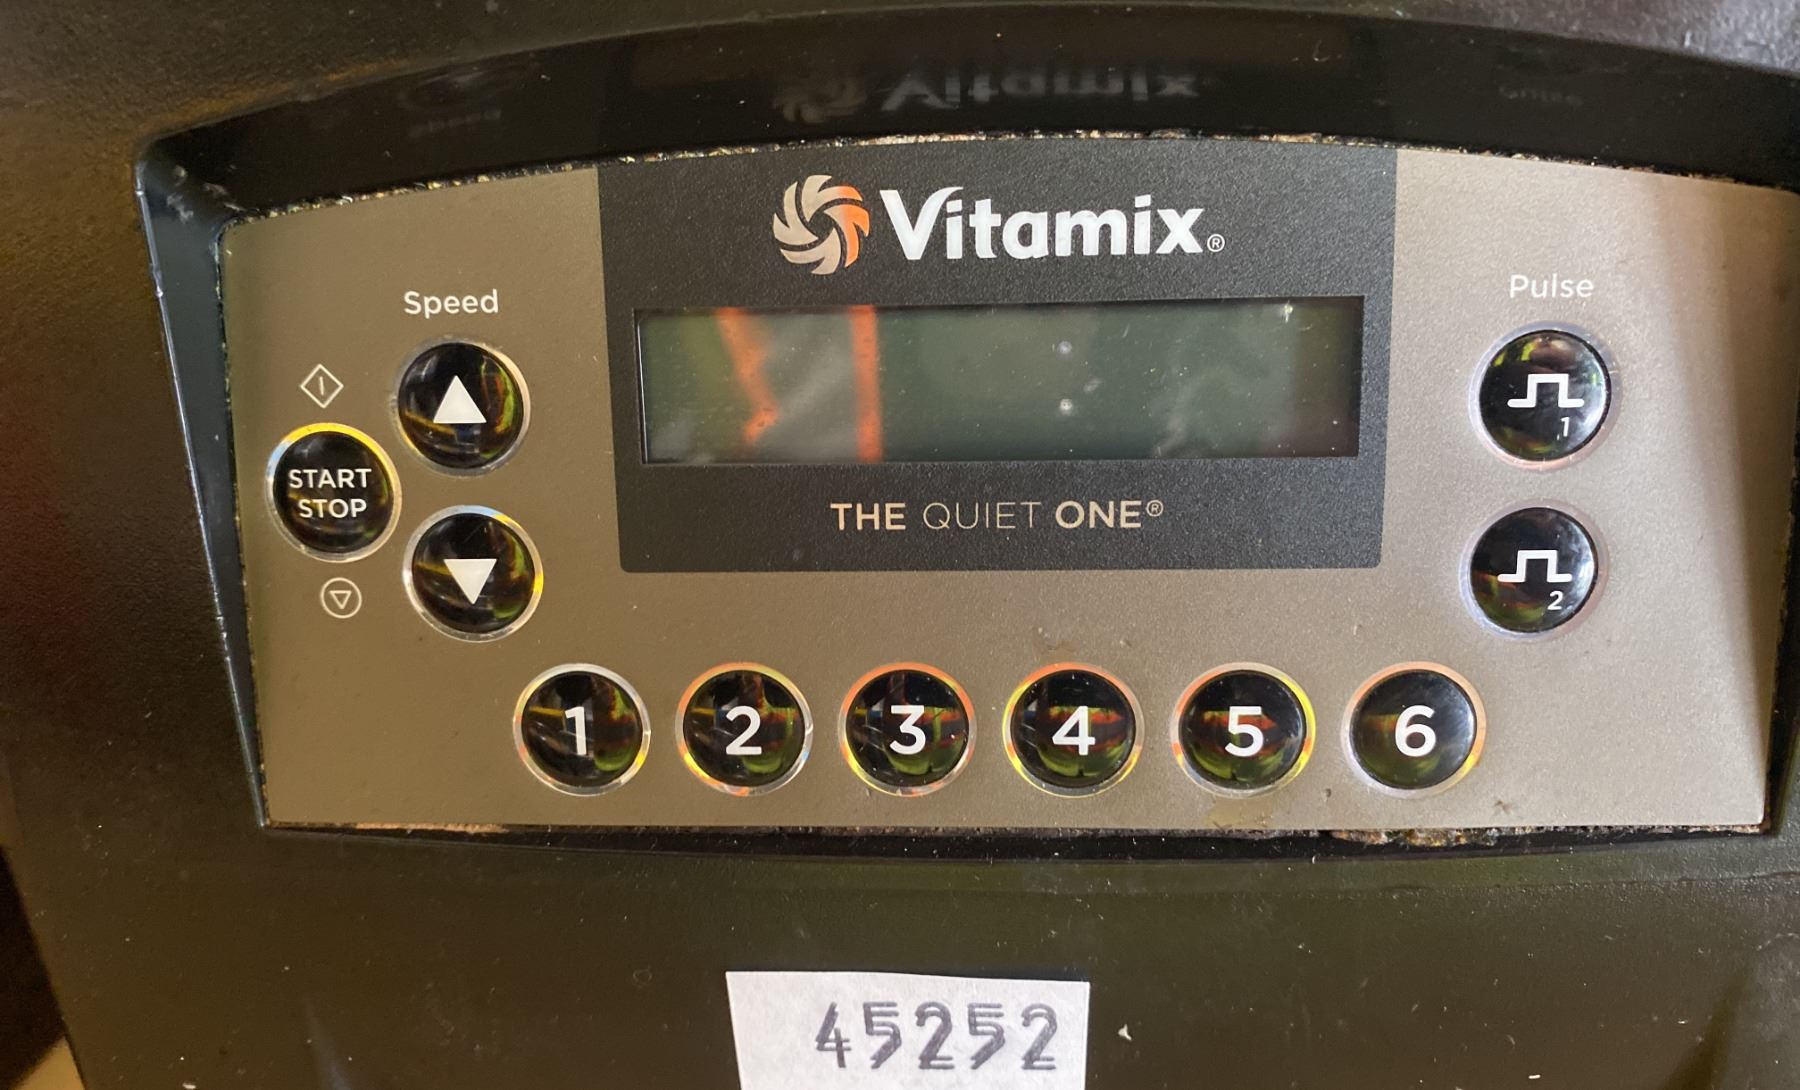 Vitamix®
Speed
Pulse
START
STOP
1
2
THE QUIET ONE®
1 2 3 4 5 6
45252